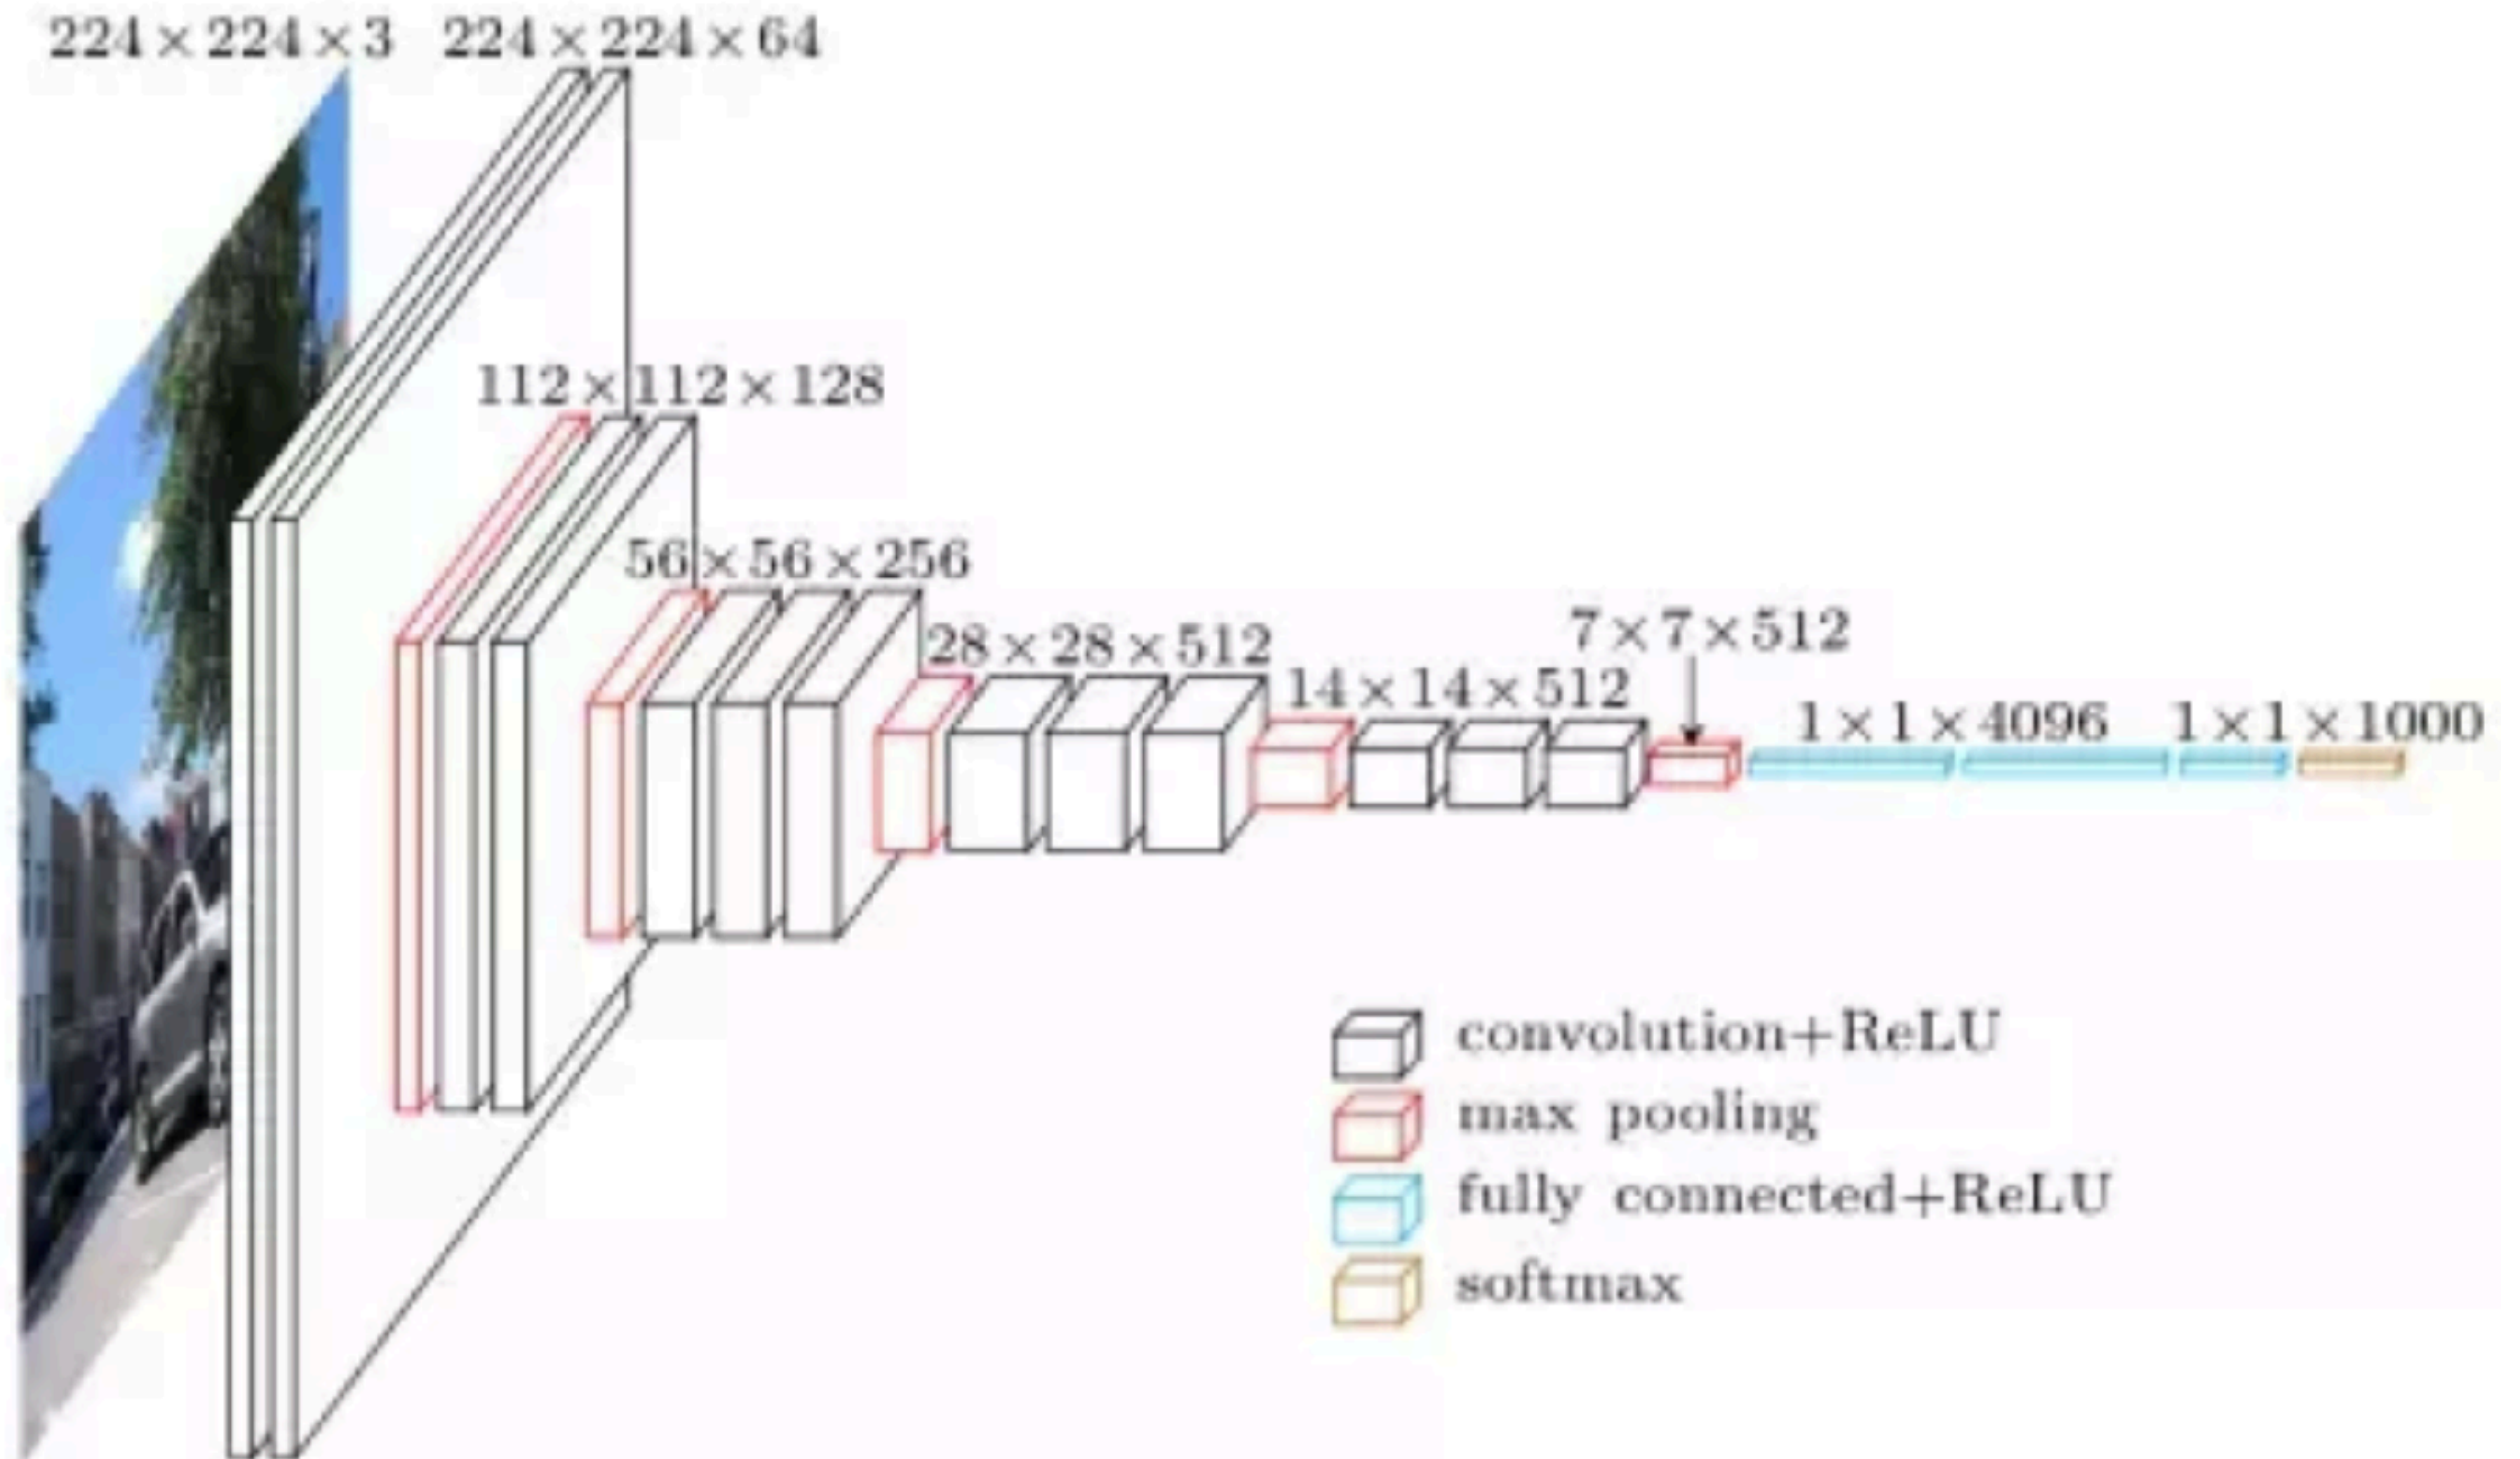 224×224×3
224×224×64
112×112×128
56×56×256
28×28×512
14×14×512
7×7×512
1×1×4096
1×1×1000
convolution+ReLU
max pooling
fully connected+ReLU
softmax